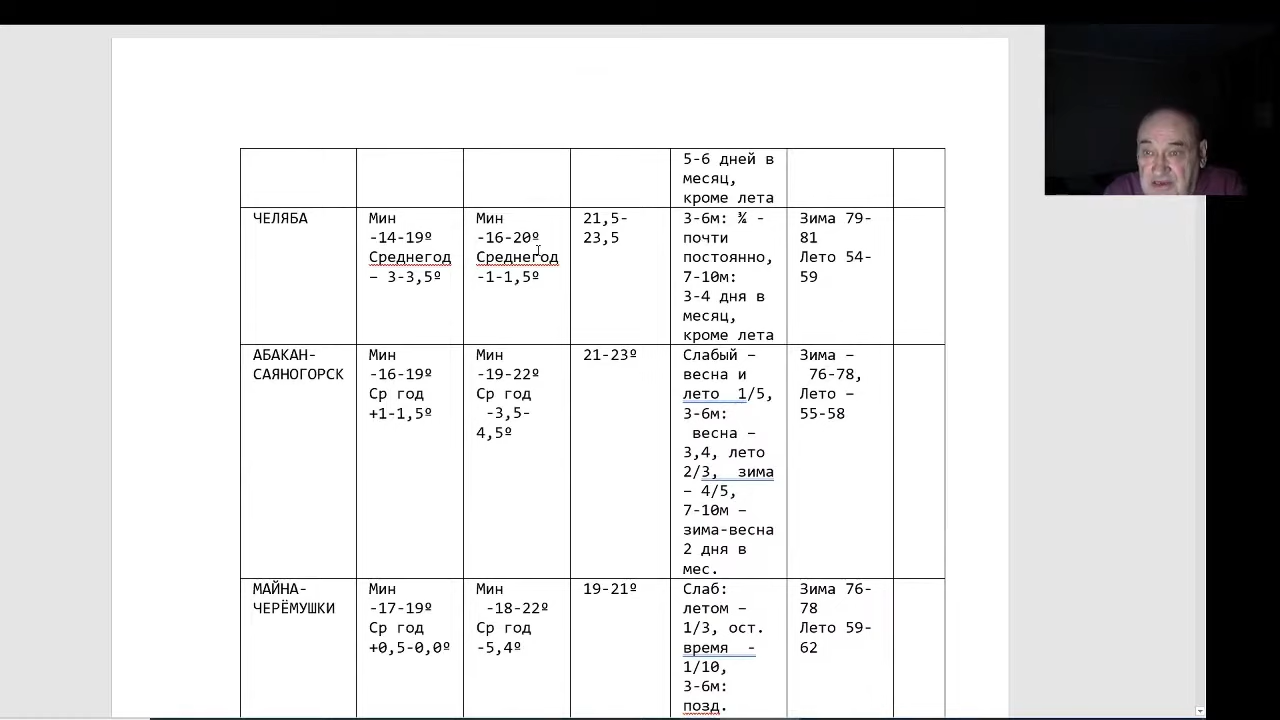 5-6 дней в
месяц,
кроме лета
ЧЕЛЯБА
Мин
-14-19º
Среднегод
– 3-3,5º
Мин
-16-20º
Среднегод
-1-1,5º
21,5-
23,5
3-6м: ¾ -
почти
постоянно,
7-10м:
3-4 дня в
месяц,
кроме лета
Зима 79-
81
Лето 54-
59
АБАКАН-
САЯНОГОРСК
Мин
-16-19º
Ср год
+1-1,5º
Мин
-19-22º
Ср год
-3,5-
4,5º
21-23º
Слабый –
весна и
лето 1/5,
3-6м:
весна –
3,4, лето
2/3, зима
– 4/5,
7-10м –
зима-весна
2 дня в
мес.
Зима –
76-78,
Лето –
55-58
МАЙНА-
ЧЕРЁМУШКИ
Мин
-17-19º
Ср год
+0,5-0,0º
Мин
-18-22º
Ср год
-5,4º
19-21º
Слаб:
летом –
1/3, ост.
время -
1/10,
3-6м:
позд.
Зима 76-
78
Лето 59-
62